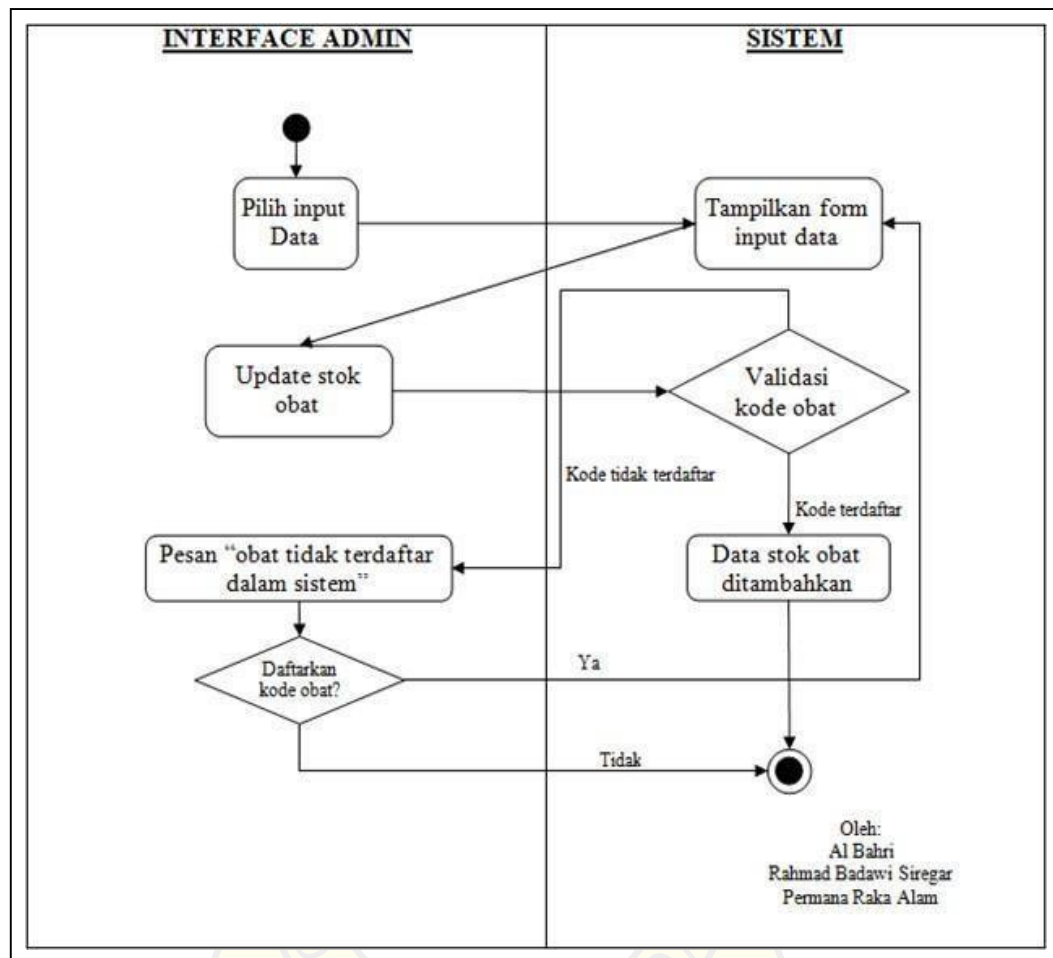 INTERFACE ADMIN
SISTEM
Pilih input
Data
Tampilkan form
input data
Update stok
obat
Validasi
kode obat
Kode tidak terdaftar
Kode terdaftar
Pesan “obat tidak terdaftar
dalam sistem”
Data stok obat
ditambahkan
Daftarkan
kode obat?
Ya
Tidak
Oleh:
Al Bahri
Rahmad Badawi Siregar
Permana Raka Alam